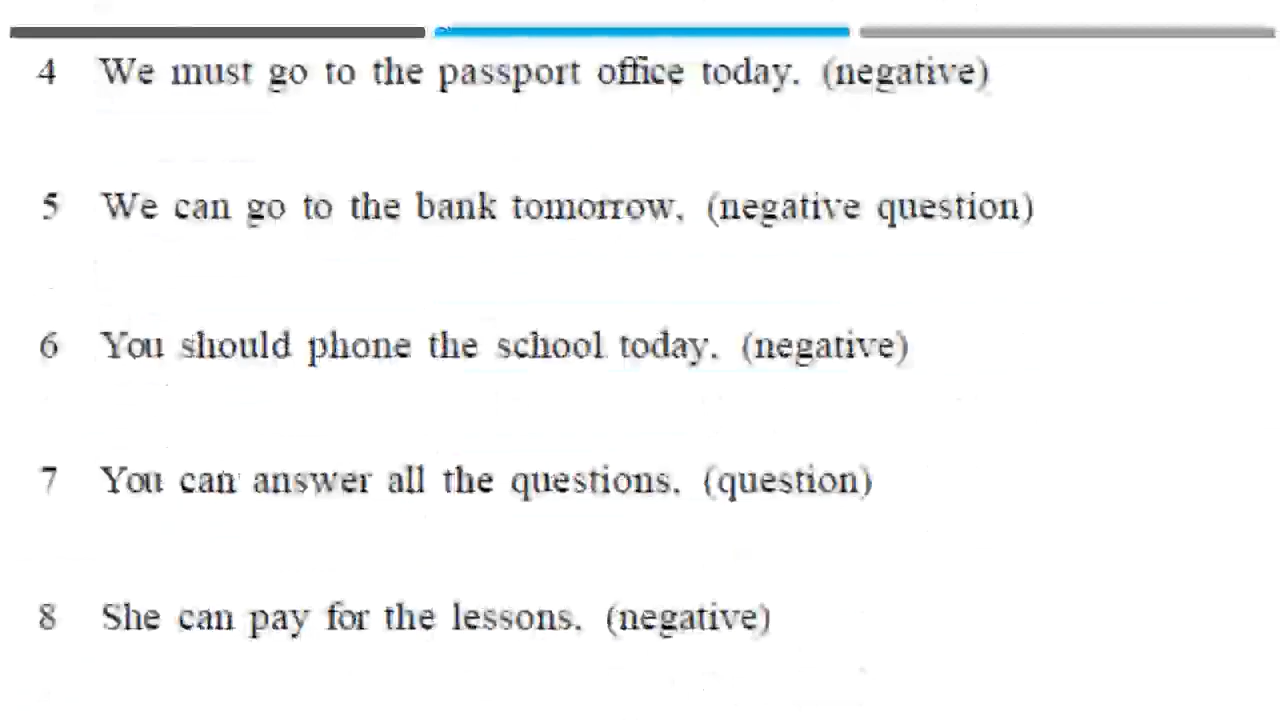 4 We must go to the passport office today. (negative)
5 We can go to the bank tomorrow. (negative question)
6 You should phone the school today. (negative)
7 You can answer all the questions. (question)
8 She can pay for the lessons. (negative)